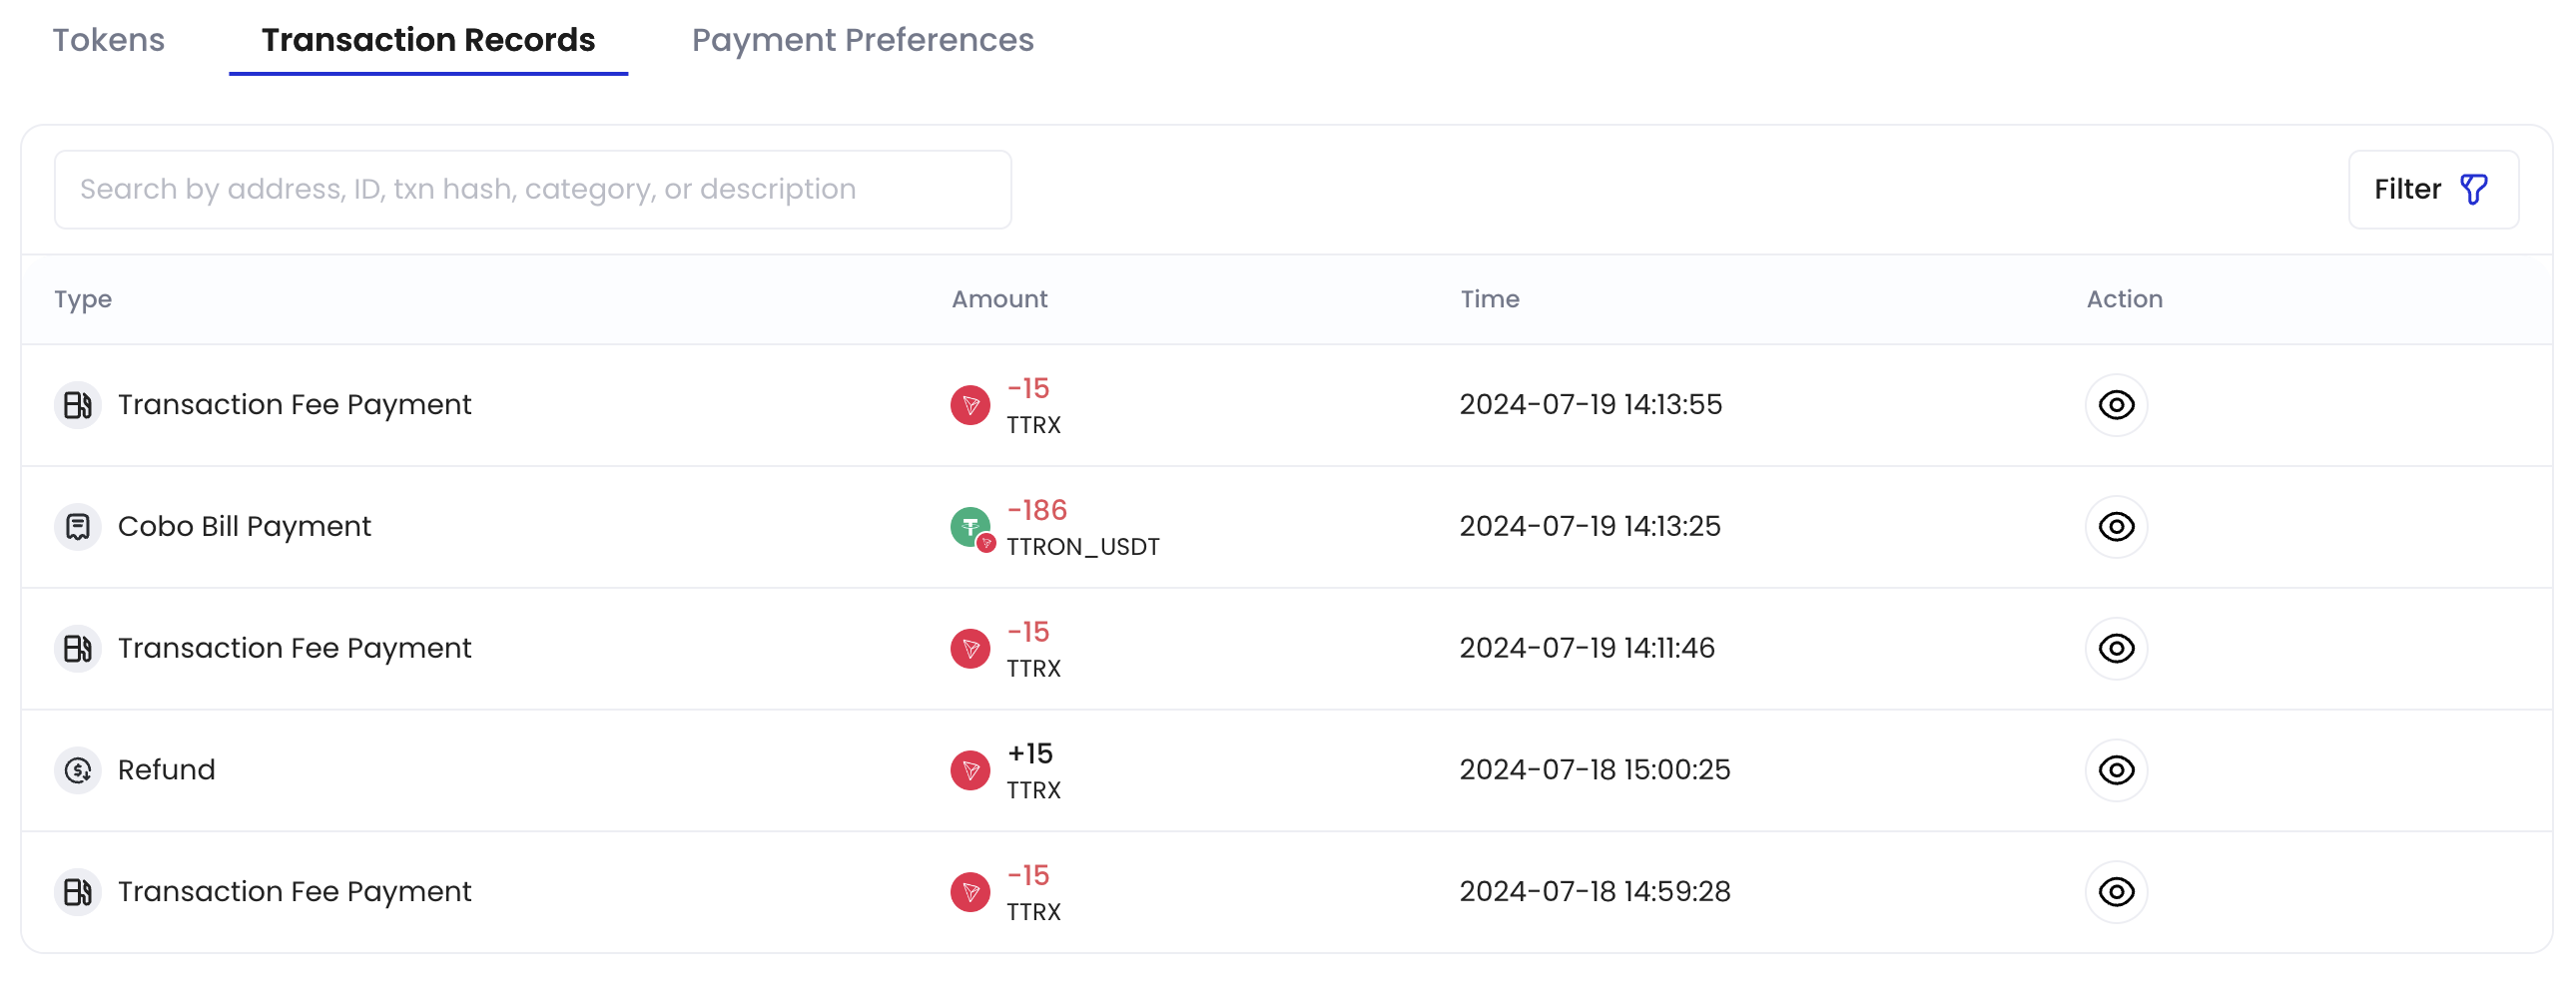 Tokens Transaction Records Payment Preferences
Search by address, ID, txn hash, category, or description Filter
Type Amount Time Action
Transaction Fee Payment -15 TTRX 2024-07-19 14:13:55
Cobo Bill Payment -186 TTRON_USDT 2024-07-19 14:13:25
Transaction Fee Payment -15 TTRX 2024-07-19 14:11:46
Refund +15 TTRX 2024-07-18 15:00:25
Transaction Fee Payment -15 TTRX 2024-07-18 14:59:28